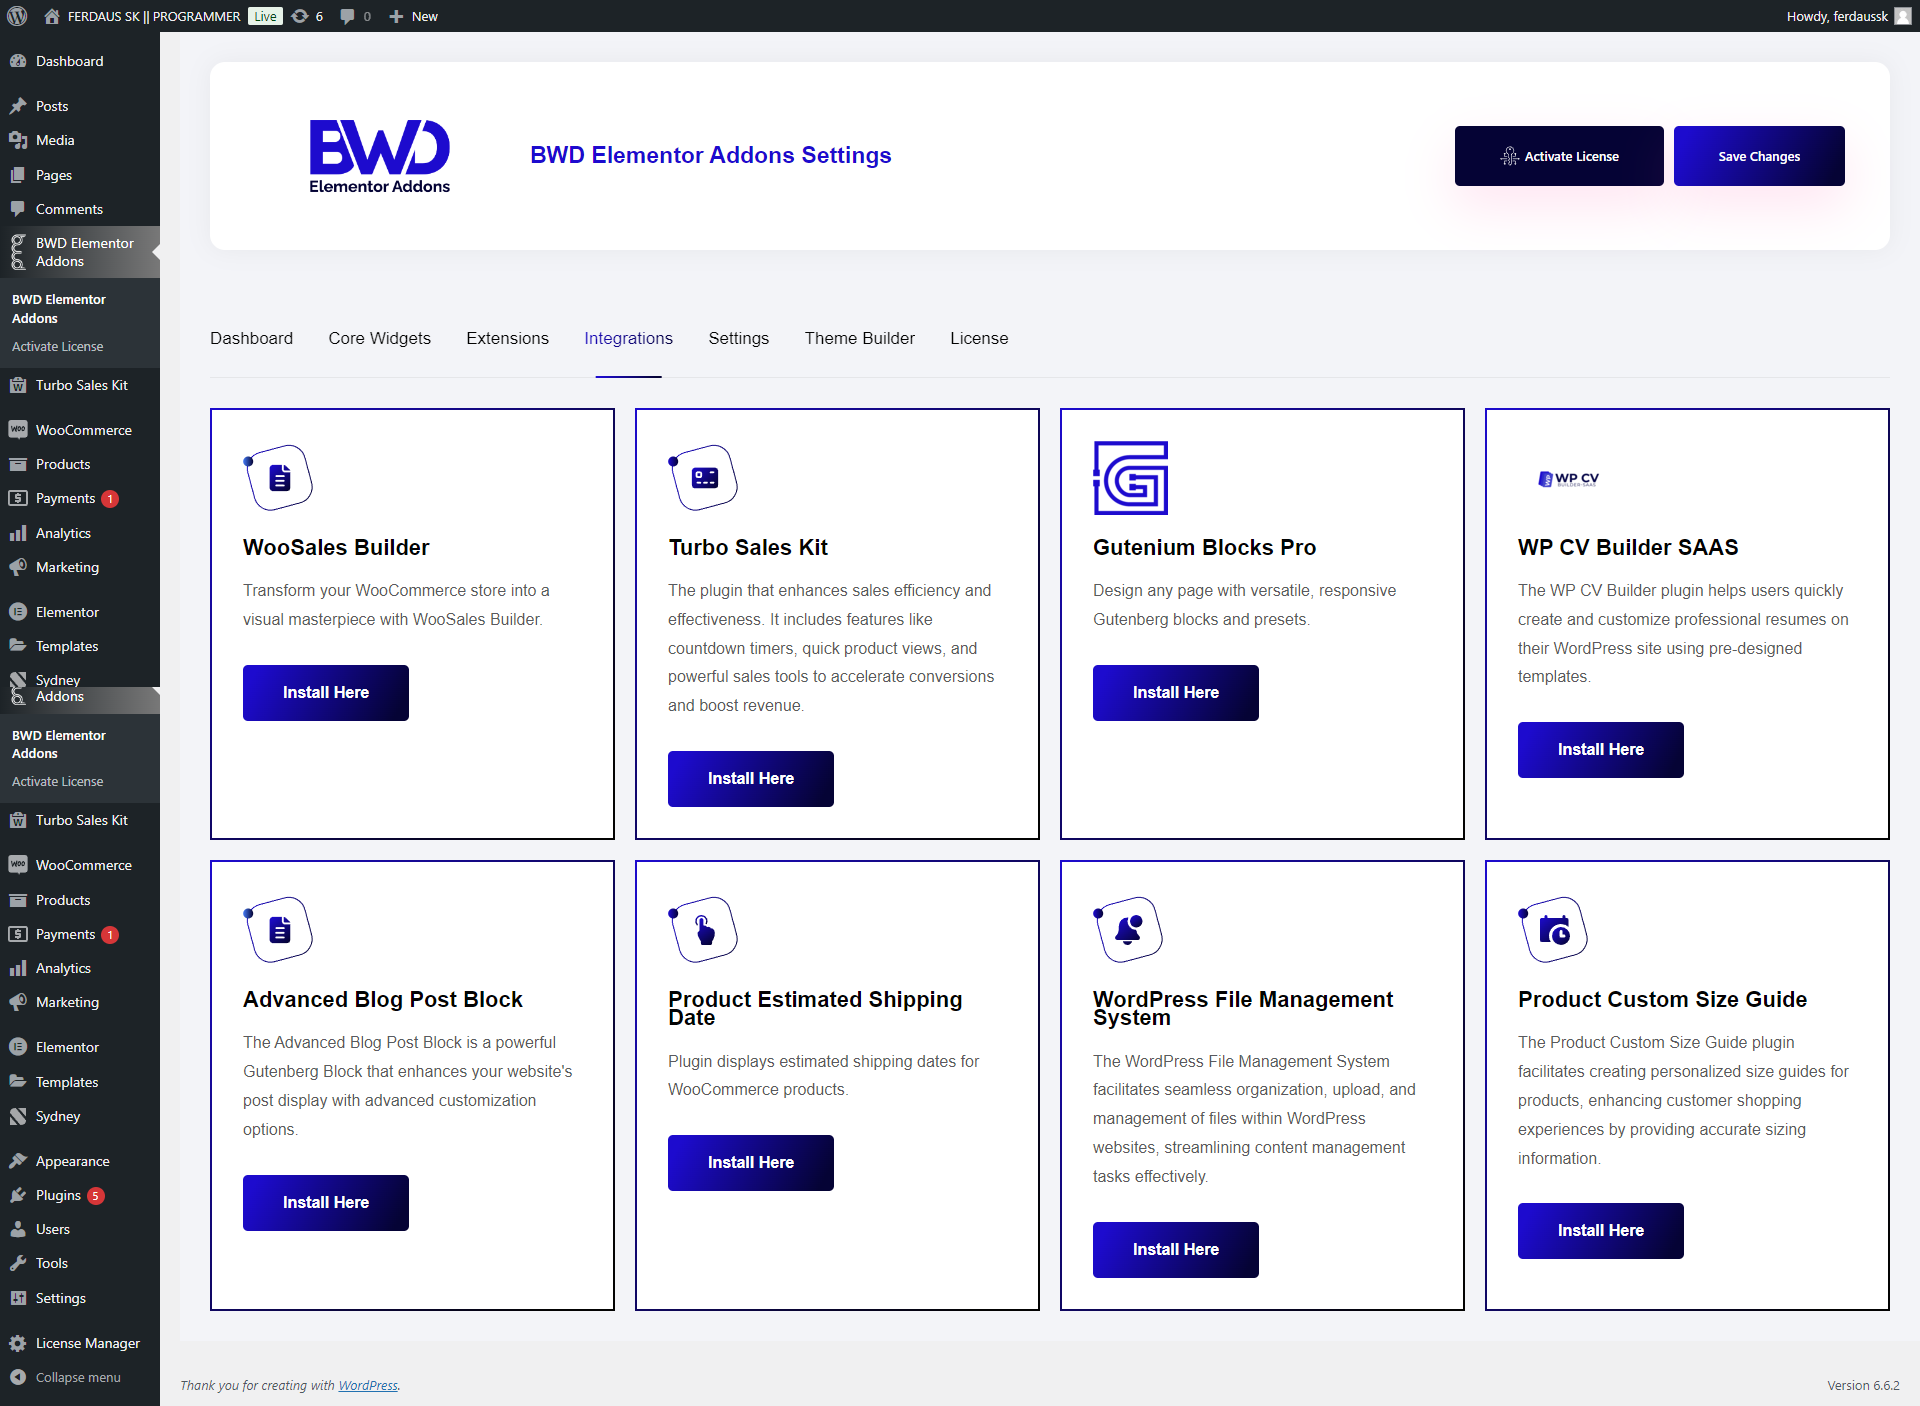 FERDAUS SK || PROGRAMMER Live 6 0 New Howdy, ferdaussk
Dashboard
Posts
Media
Pages
Comments
BWD Elementor
Addons
BWD Elementor
Addons
Activate License
Turbo Sales Kit
WooCommerce
Products
Payments 1
Analytics
Marketing
Elementor
Templates
Sydney
Addons
BWD Elementor
Addons
Activate License
Turbo Sales Kit
WooCommerce
Products
Payments 1
Analytics
Marketing
Elementor
Templates
Sydney
Appearance
Plugins 5
Users
Tools
Settings
License Manager
Collapse menu
BWD
Elementor Addons
BWD Elementor Addons Settings
Activate License
Save Changes
Dashboard Core Widgets Extensions Integrations Settings Theme Builder License
WooSales Builder
Transform your WooCommerce store into a
visual masterpiece with WooSales Builder.
Install Here
Turbo Sales Kit
The plugin that enhances sales efficiency and
effectiveness. It includes features like
countdown timers, quick product views, and
powerful sales tools to accelerate conversions
and boost revenue.
Install Here
Gutenium Blocks Pro
Design any page with versatile, responsive
Gutenberg blocks and presets.
Install Here
WP CV
BUILDER-SAAS
WP CV Builder SAAS
The WP CV Builder plugin helps users quickly
create and customize professional resumes on
their WordPress site using pre-designed
templates.
Install Here
Advanced Blog Post Block
The Advanced Blog Post Block is a powerful
Gutenberg Block that enhances your website's
post display with advanced customization
options.
Install Here
Product Estimated Shipping
Date
Plugin displays estimated shipping dates for
WooCommerce products.
Install Here
WordPress File Management
System
The WordPress File Management System
facilitates seamless organization, upload, and
management of files within WordPress
websites, streamlining content management
tasks effectively.
Install Here
Product Custom Size Guide
The Product Custom Size Guide plugin
facilitates creating personalized size guides for
products, enhancing customer shopping
experiences by providing accurate sizing
information.
Install Here
Thank you for creating with WordPress.
Version 6.6.2